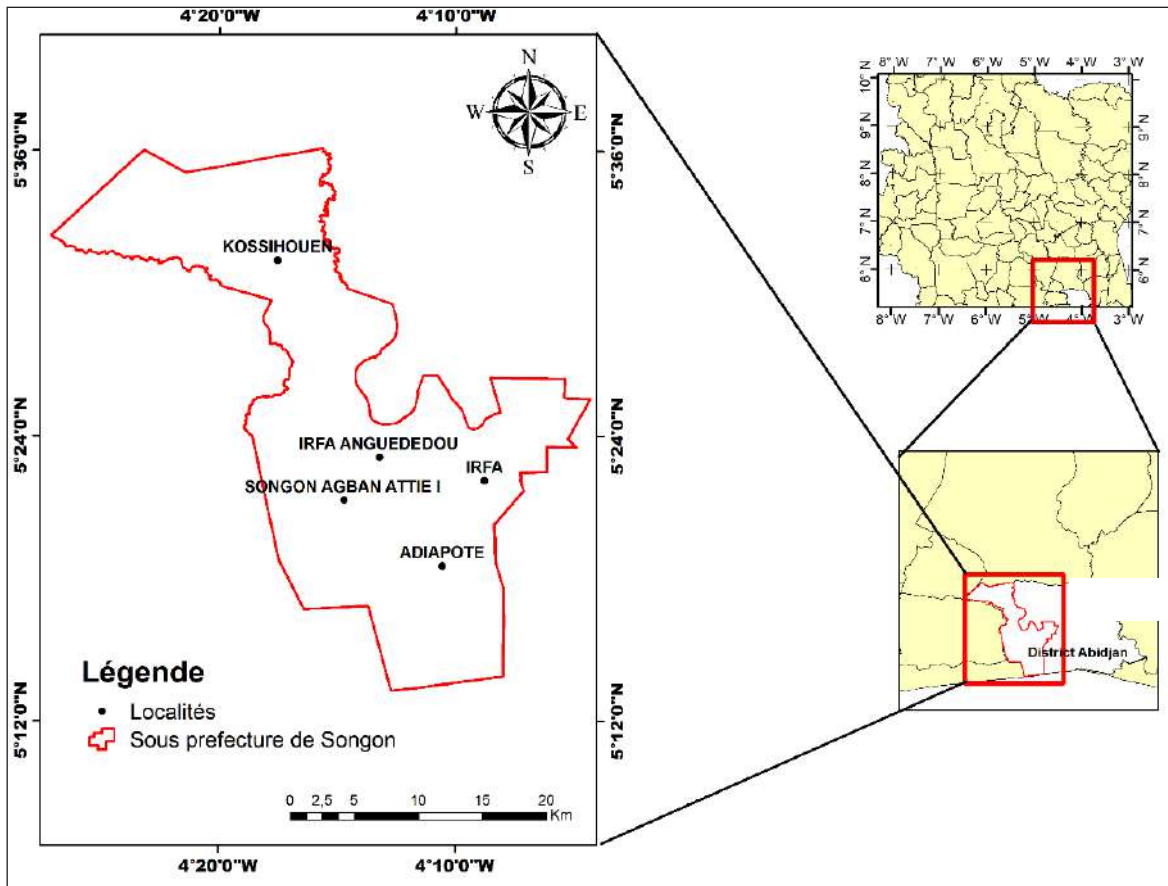 4°20'0"W 4°10'0"W
N
W E
S
5°36'0"N
5°36'0"N
KOSSIHOUEN
5°24'0"N
5°24'0"N
IRFA ANGUEDEDOU
IRFA
SONGON AGBAN ATTIE I
ADIAPOTE
Légende
Localités
Sous prefecture de Songon
5°12'0"N
5°12'0"N
0 2,5 5 10 15 20
Km
4°20'0"W 4°10'0"W
8° W 7° W 6° W 5° W 4° W 3° W
10° N
9° N
8° N
7° N
6° N
9° N
8° N
7° N
6° N
8° W 7° W 6° W 5° W 4° W 3° W
District Abidjan